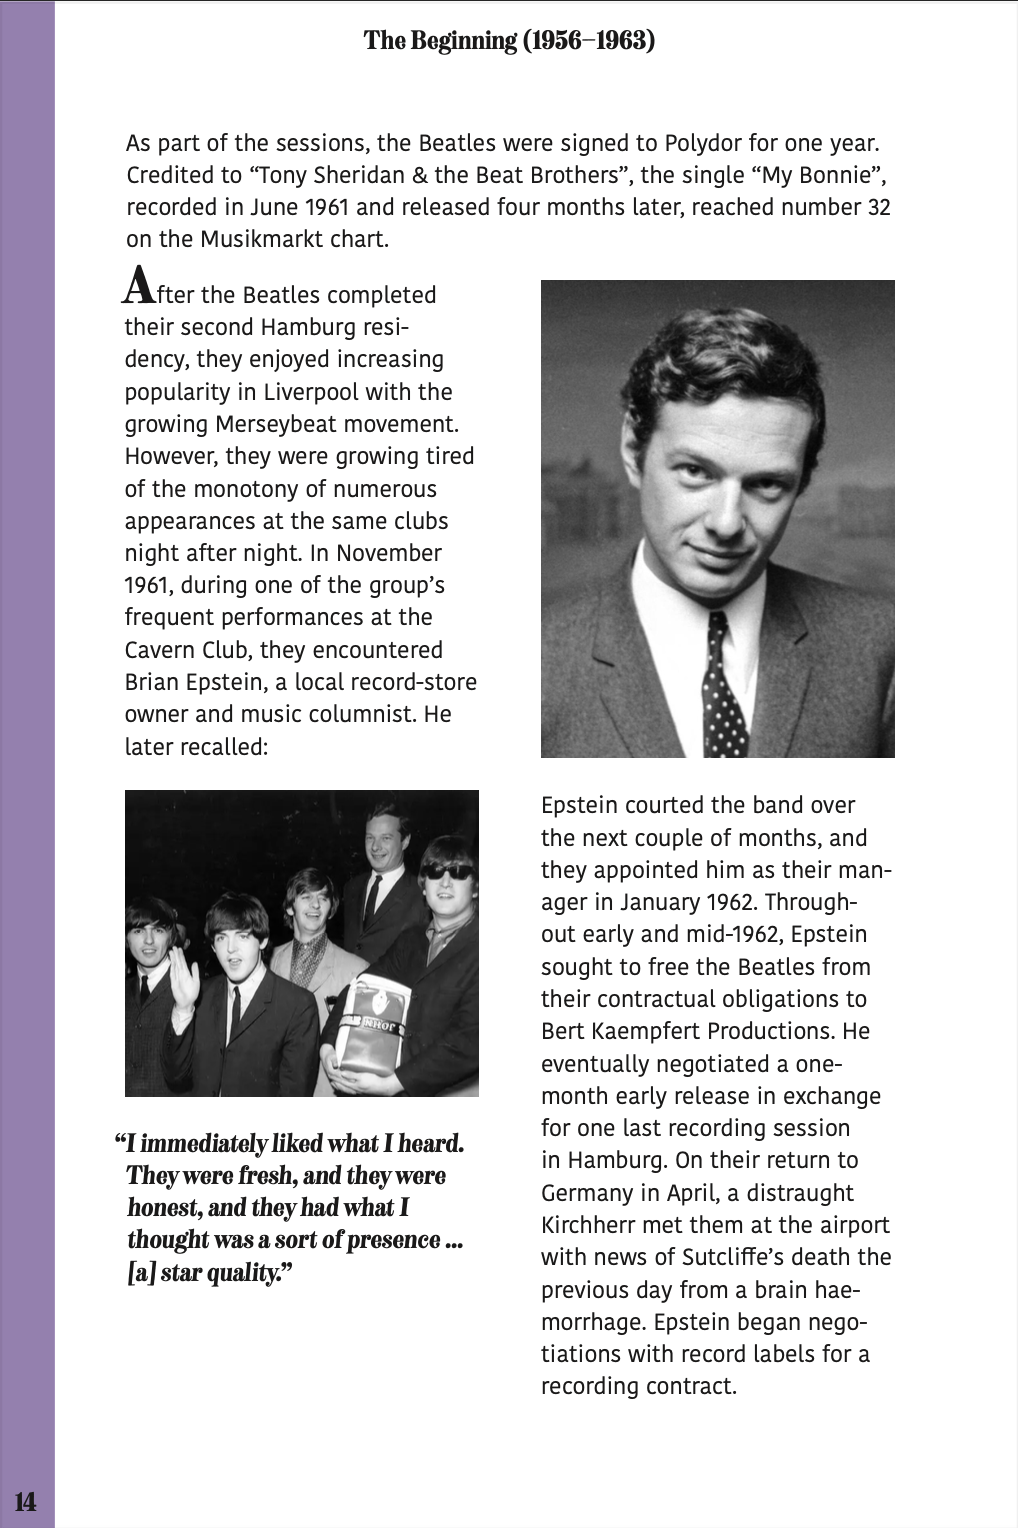 The Beginning (1956–1963)
As part of the sessions, the Beatles were signed to Polydor for one year.
Credited to “Tony Sheridan & the Beat Brothers”, the single “My Bonnie”,
recorded in June 1961 and released four months later, reached number 32
on the Musikmarkt chart.
After the Beatles completed
their second Hamburg resi-
dency, they enjoyed increasing
popularity in Liverpool with the
growing Merseybeat movement.
However, they were growing tired
of the monotony of numerous
appearances at the same clubs
night after night. In November
1961, during one of the group’s
frequent performances at the
Cavern Club, they encountered
Brian Epstein, a local record-store
owner and music columnist. He
later recalled:
JOHN
“I immediately liked what I heard.
They were fresh, and they were
honest, and they had what I
thought was a sort of presence ...
[a] star quality.”
Epstein courted the band over
the next couple of months, and
they appointed him as their man-
ager in January 1962. Through-
out early and mid-1962, Epstein
sought to free the Beatles from
their contractual obligations to
Bert Kaempfert Productions. He
eventually negotiated a one-
month early release in exchange
for one last recording session
in Hamburg. On their return to
Germany in April, a distraught
Kirchherr met them at the airport
with news of Sutcliffe’s death the
previous day from a brain hae-
morrhage. Epstein began nego-
tiations with record labels for a
recording contract.
14